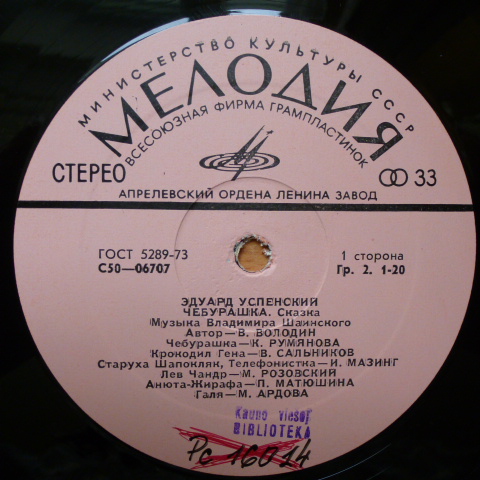 МИНИСТЕРСТВО КУЛЬТУРЫ СССР
МЕЛОДИЯ
ВСЕСОЮЗНАЯ ФИРМА ГРАМПЛАСТИНОК
СТЕРЕО
33
АПРЕЛЕВСКИЙ ОРДЕНА ЛЕНИНА ЗАВОД
ГОСТ 5289-73
1 сторона
С50—06707
Гр. 2. 1-20
ЭДУАРД УСПЕНСКИЙ
ЧЕБУРАШКА. Сказка
Музыка Владимира Шаинского
Автор—В. ВОЛОДИН
Чебурашка—К. РУМЯНОВА
Крокодил Гена—В. САЛЬНИКОВ
Старуха Шапокляк, Телефонистка—И. МАЗИНГ
Лев Чандр—М. РОЗОВСКИЙ
Анюта-Жирафа—П. МАТЮШИНА
Галя—М. АРДОВА
Kauno viešoj
BIBLIOTEKA
Pc 16014